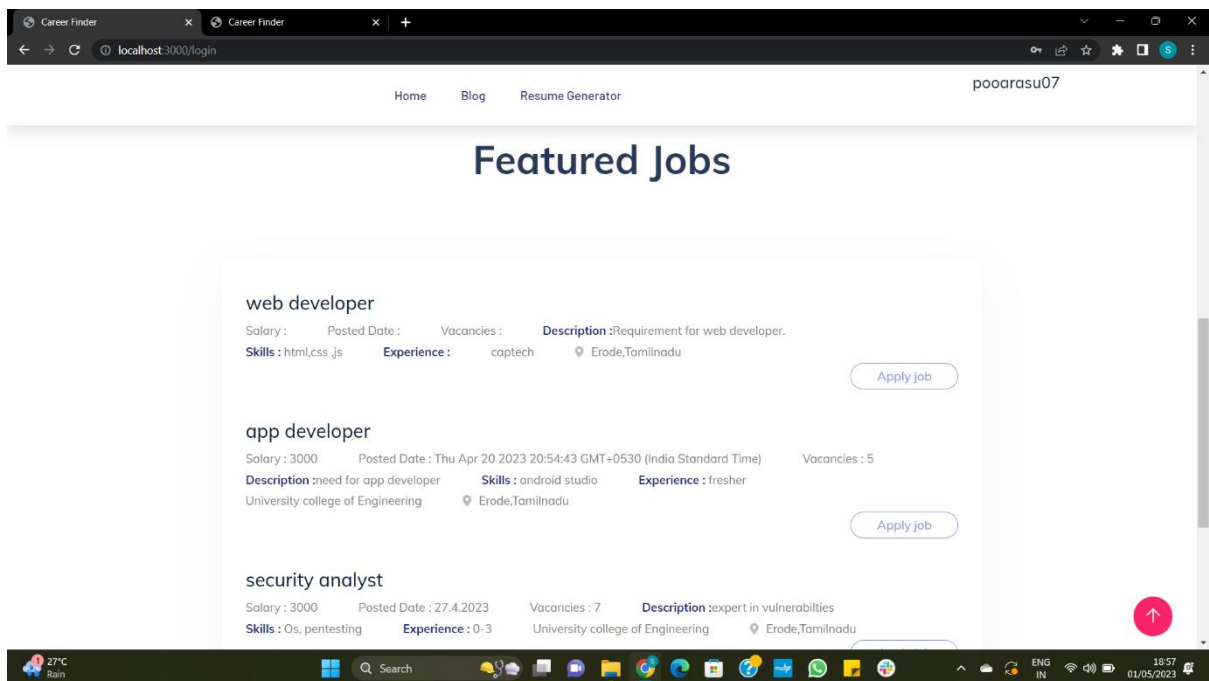 Career Finder
Career Finder
localhost:3000/login
S
Home Blog Resume Generator
pooarasu07
Featured Jobs
web developer
Salary : Posted Date : Vacancies : Description :Requirement for web developer.
Skills : html,css ,js Experience : captech Erode,Tamilnadu
Apply job
app developer
Salary : 3000 Posted Date : Thu Apr 20 2023 20:54:43 GMT+0530 (India Standard Time) Vacancies : 5
Description :need for app developer Skills : android studio Experience : fresher
University college of Engineering Erode,Tamilnadu
Apply job
security analyst
Salary : 3000 Posted Date : 27.4.2023 Vacancies : 7 Description :expert in vulnerabilties
Skills : Os, pentesting Experience : 0-3 University college of Engineering Erode,Tamilnadu
1
27°C
Rain
Search
ENG
IN
18:57
01/05/2023